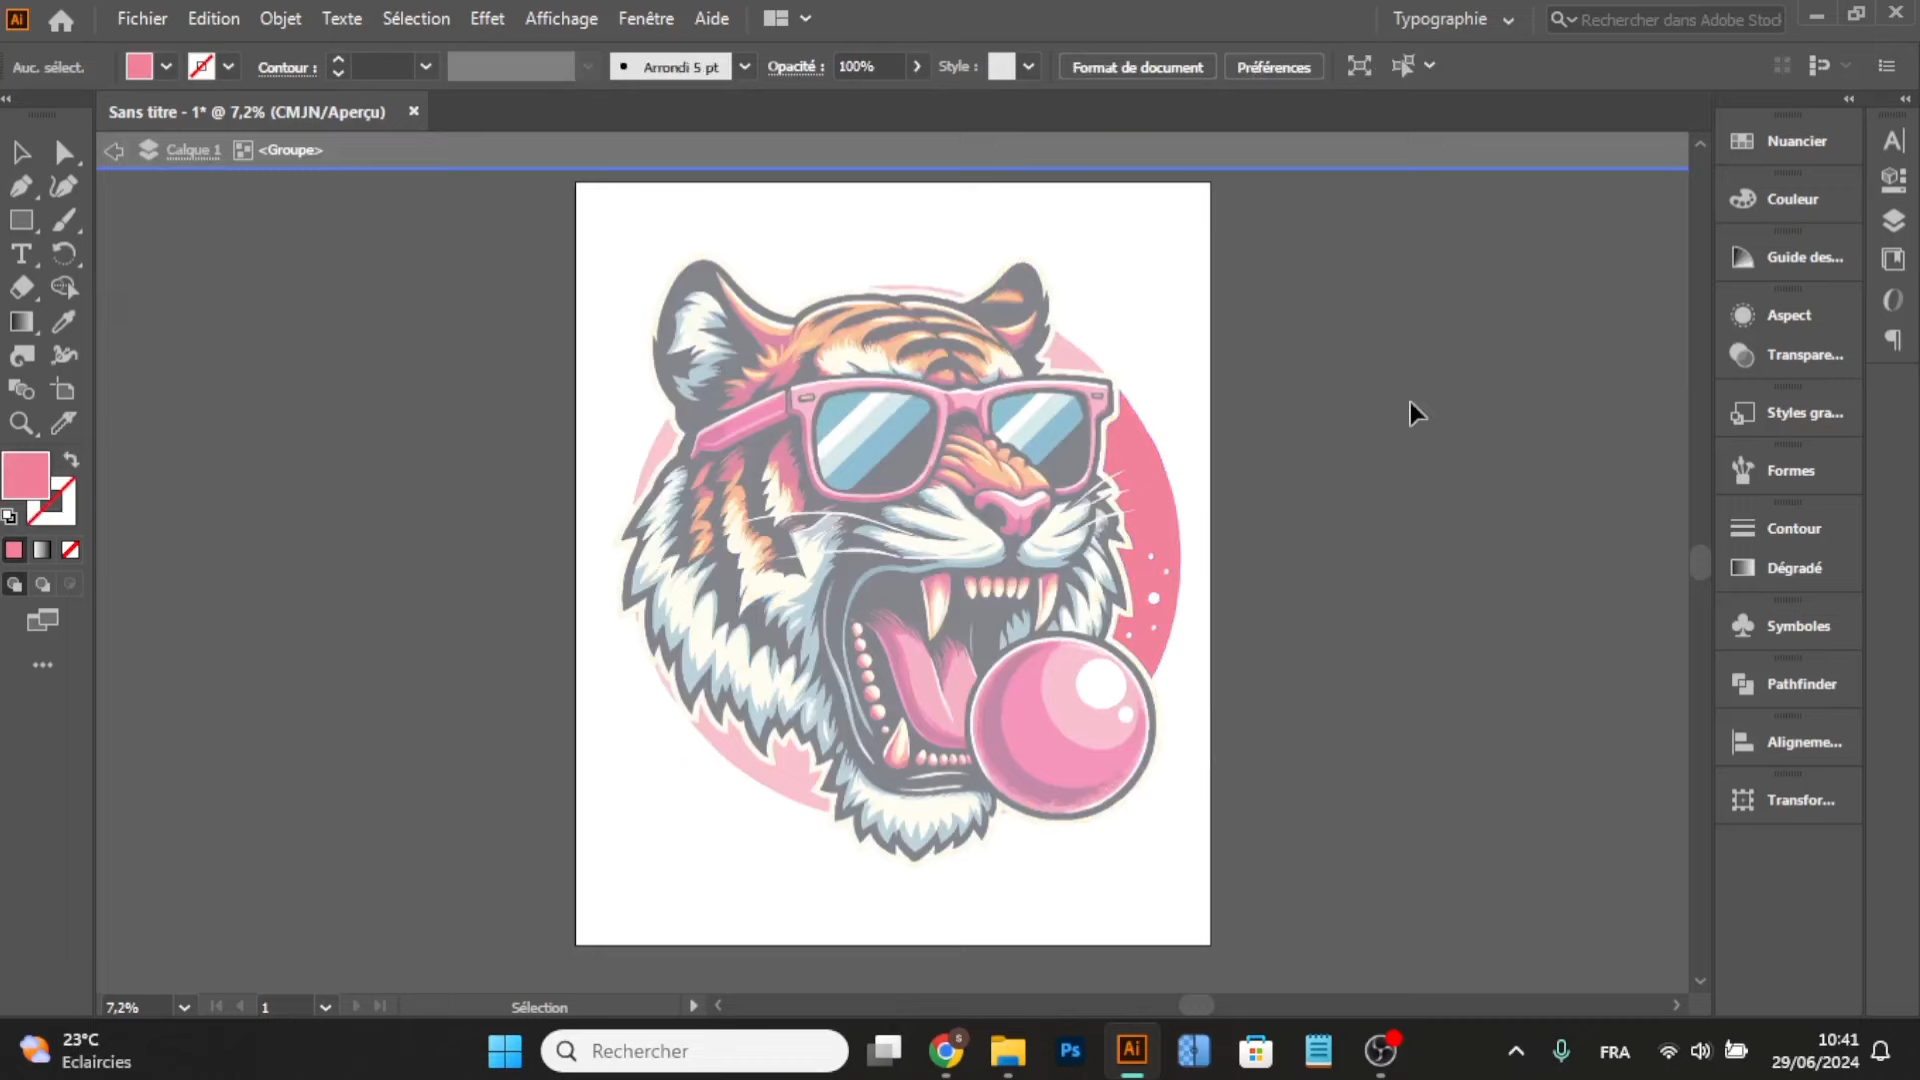 Ai Fichier Edition Objet Texte Sélection Effet Affichage Fenêtre Aide Typographie Rechercher dans Adobe Stock
Auc. sélect. Contour : Arrondi 5 pt Opacité : 100% Style : Format de document Préférences
Sans titre - 1* @ 7,2% (CMJN/Aperçu) ×
Calque 1 <Groupe>
Nuancier
Couleur
Guide des...
Aspect
Transpare...
Styles gra...
Formes
Contour
Dégradé
Symboles
Pathfinder
Aligneme...
Transfor...
7,2% 1 Sélection
23°C
Eclaircies
Rechercher
Ps
Ai
FRA
10:41
29/06/2024